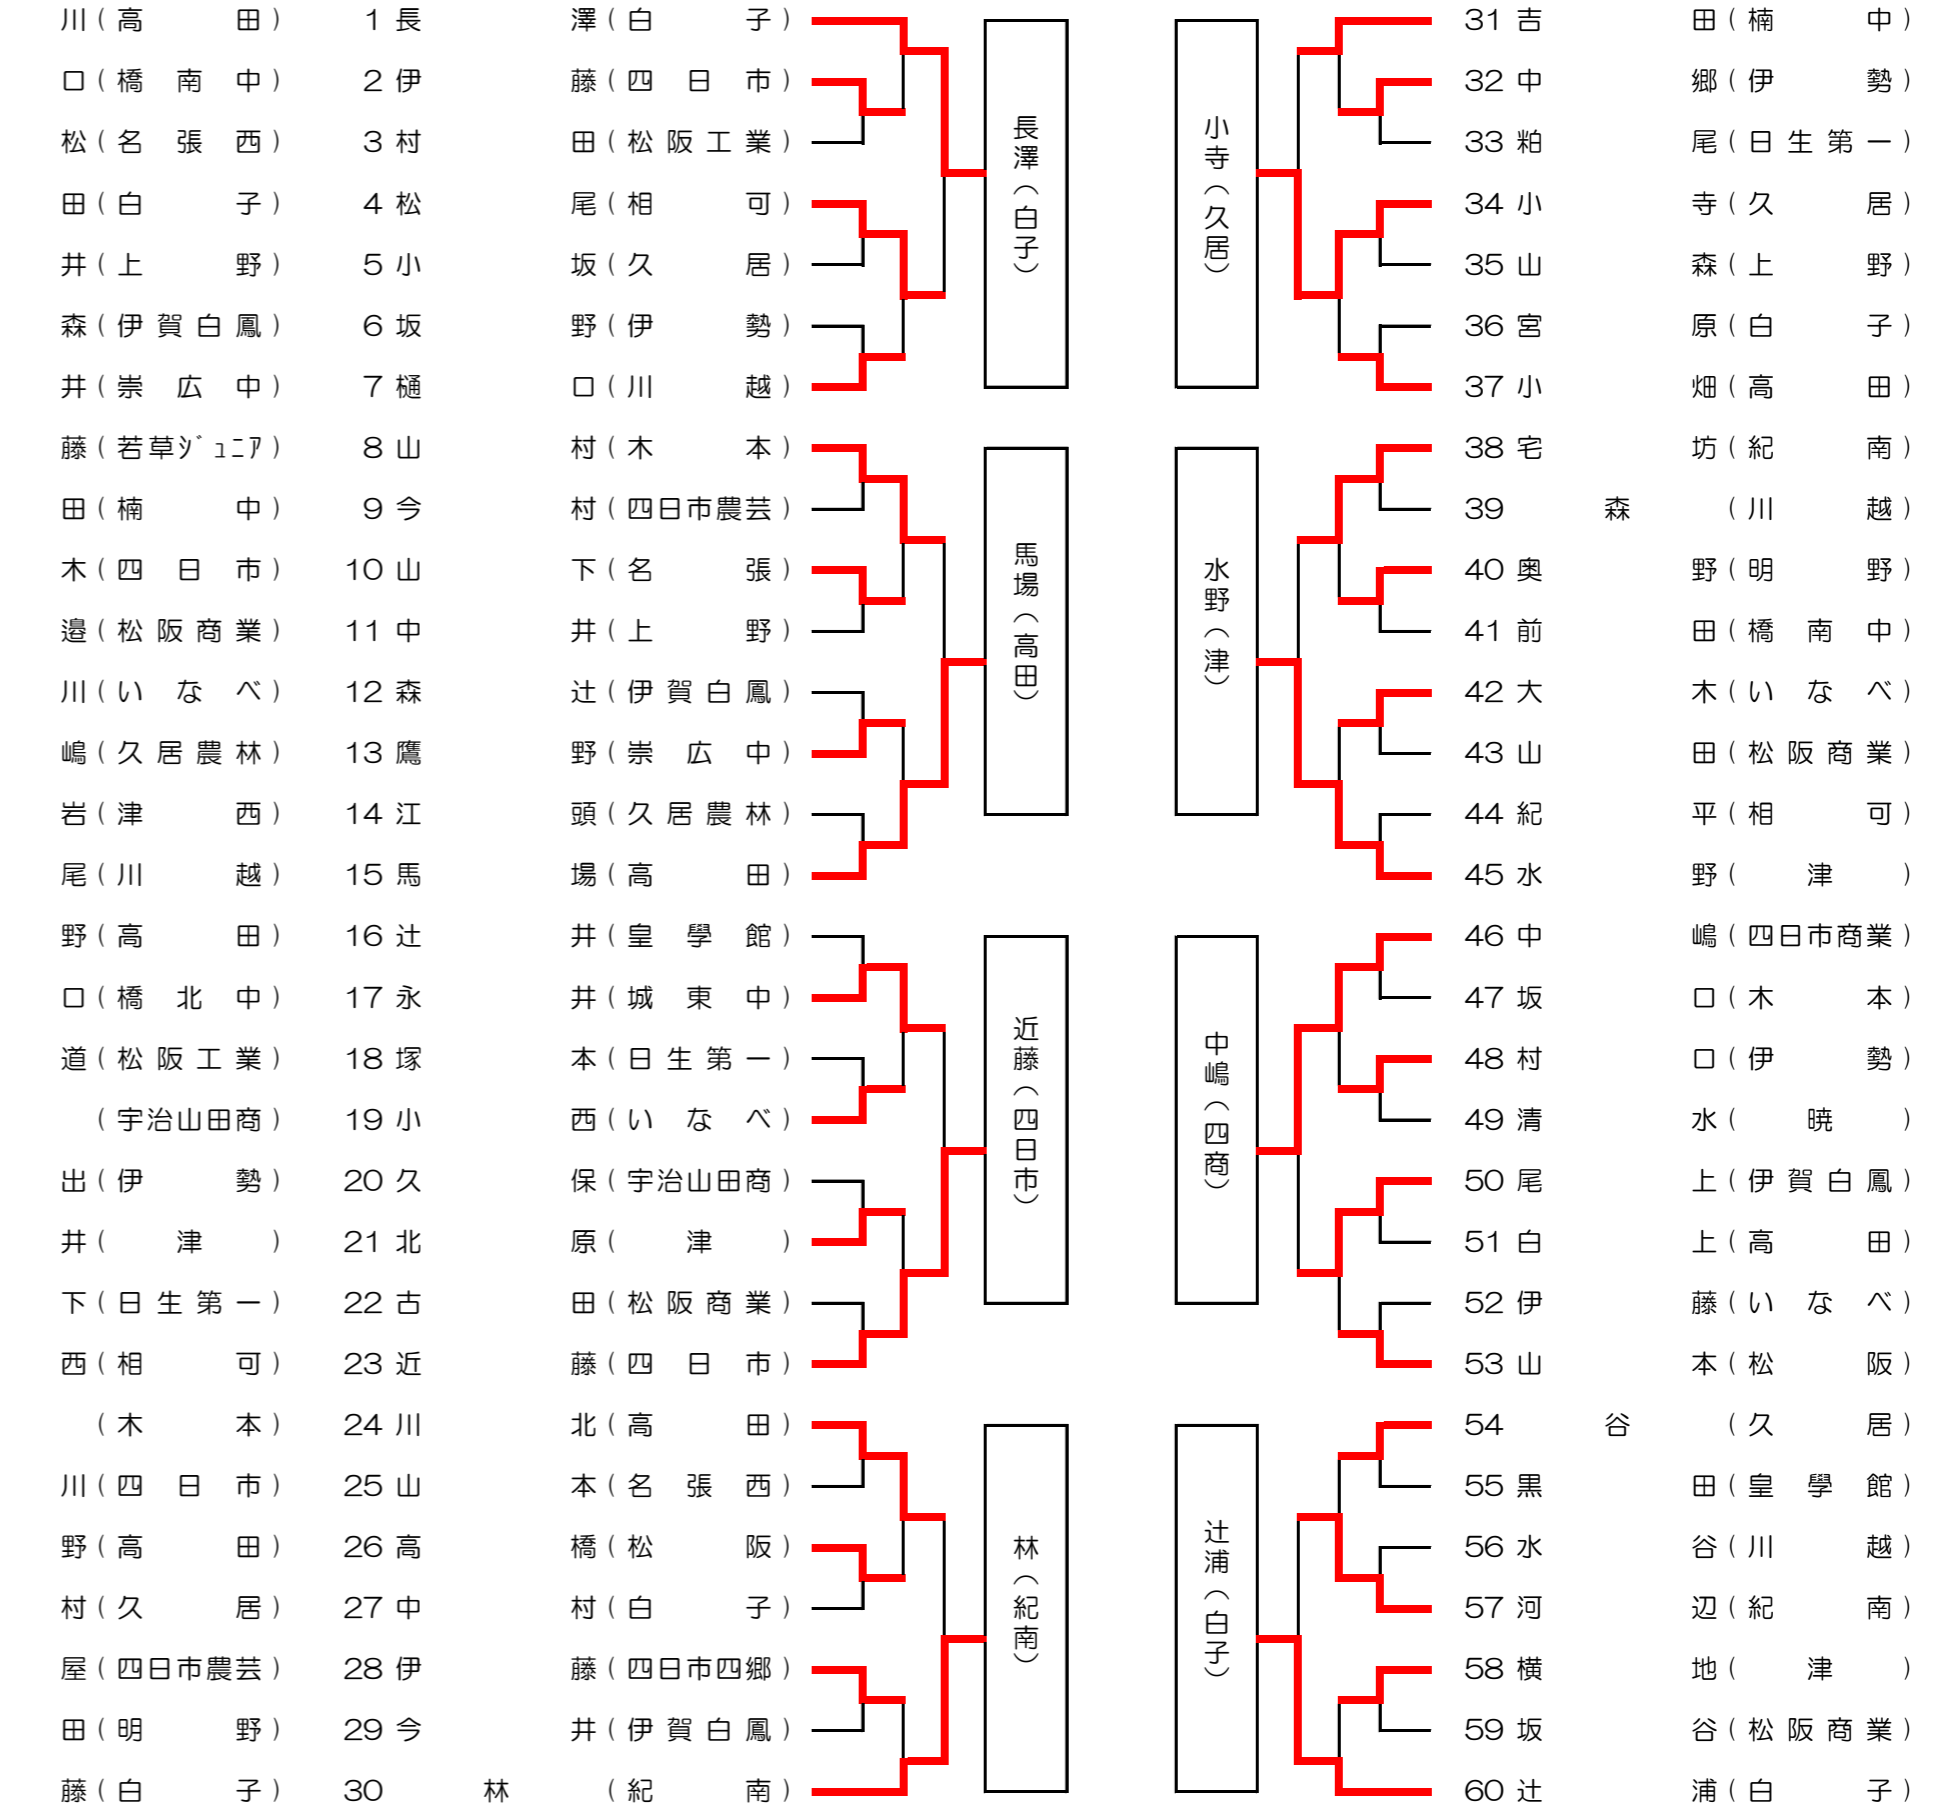 川(高田) 1 長澤(白子) 31 吉田(楠中)
口(橋南中) 2 伊藤(四日市) 32 中郷(伊勢)
松(名張西) 3 村田(松阪工業) 33 粕尾(日生第一)
田(白子) 4 松尾(相可) 34 小寺(久居)
井(上野) 5 小坂(久居) 35 山森(上野)
森(伊賀白鳳) 6 坂野(伊勢) 36 宮原(白子)
井(崇広中) 7 樋口(川越) 37 小畑(高田)
長澤(白子)
小寺(久居)
藤(若草ｼﾞｭﾆｱ) 8 山村(木本) 38 宅坊(紀南)
田(楠中) 9 今村(四日市農芸) 39 森(川越)
木(四日市) 10 山下(名張) 40 奥野(明野)
邉(松阪商業) 11 中井(上野) 41 前田(橋南中)
川(いなべ) 12 森辻(伊賀白鳳) 42 大木(いなべ)
嶋(久居農林) 13 鷹野(崇広中) 43 山田(松阪商業)
岩(津西) 14 江頭(久居農林) 44 紀平(相可)
尾(川越) 15 馬場(高田) 45 水野(津)
馬場(高田)
水野(津)
野(高田) 16 辻井(皇學館) 46 中嶋(四日市商業)
口(橋北中) 17 永井(城東中) 47 坂口(木本)
道(松阪工業) 18 塚本(日生第一) 48 村口(伊勢)
(宇治山田商) 19 小西(いなべ) 49 清水(暁)
出(伊勢) 20 久保(宇治山田商) 50 尾上(伊賀白鳳)
井(津) 21 北原(津) 51 白上(高田)
下(日生第一) 22 古田(松阪商業) 52 伊藤(いなべ)
西(相可) 23 近藤(四日市) 53 山本(松阪)
近藤(四日市)
中嶋(四商)
(木本) 24 川北(高田) 54 谷(久居)
川(四日市) 25 山本(名張西) 55 黒田(皇學館)
野(高田) 26 高橋(松阪) 56 水谷(川越)
村(久居) 27 中村(白子) 57 河辺(紀南)
屋(四日市農芸) 28 伊藤(四日市四郷) 58 横地(津)
田(明野) 29 今井(伊賀白鳳) 59 坂谷(松阪商業)
藤(白子) 30 林(紀南) 60 辻浦(白子)
林(紀南)
辻浦(白子)